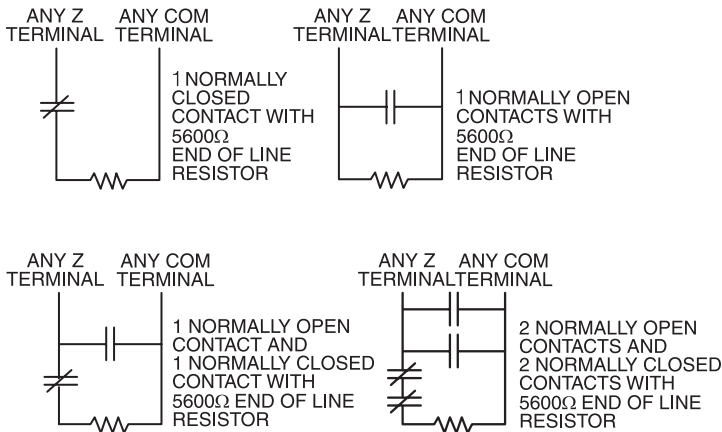 ANY Z
TERMINAL
ANY COM
TERMINAL
1 NORMALLY
CLOSED
CONTACT WITH
5600Ω
END OF LINE
RESISTOR
ANY Z
TERMINAL
ANY COM
TERMINAL
1 NORMALLY OPEN
CONTACTS WITH
5600Ω
END OF LINE
RESISTOR
ANY Z
TERMINAL
ANY COM
TERMINAL
1 NORMALLY OPEN
CONTACT AND
1 NORMALLY CLOSED
CONTACT WITH
5600Ω END OF LINE
RESISTOR
ANY Z
TERMINAL
ANY COM
TERMINAL
2 NORMALLY OPEN
CONTACTS AND
2 NORMALLY CLOSED
CONTACTS WITH
5600Ω END OF LINE
RESISTOR